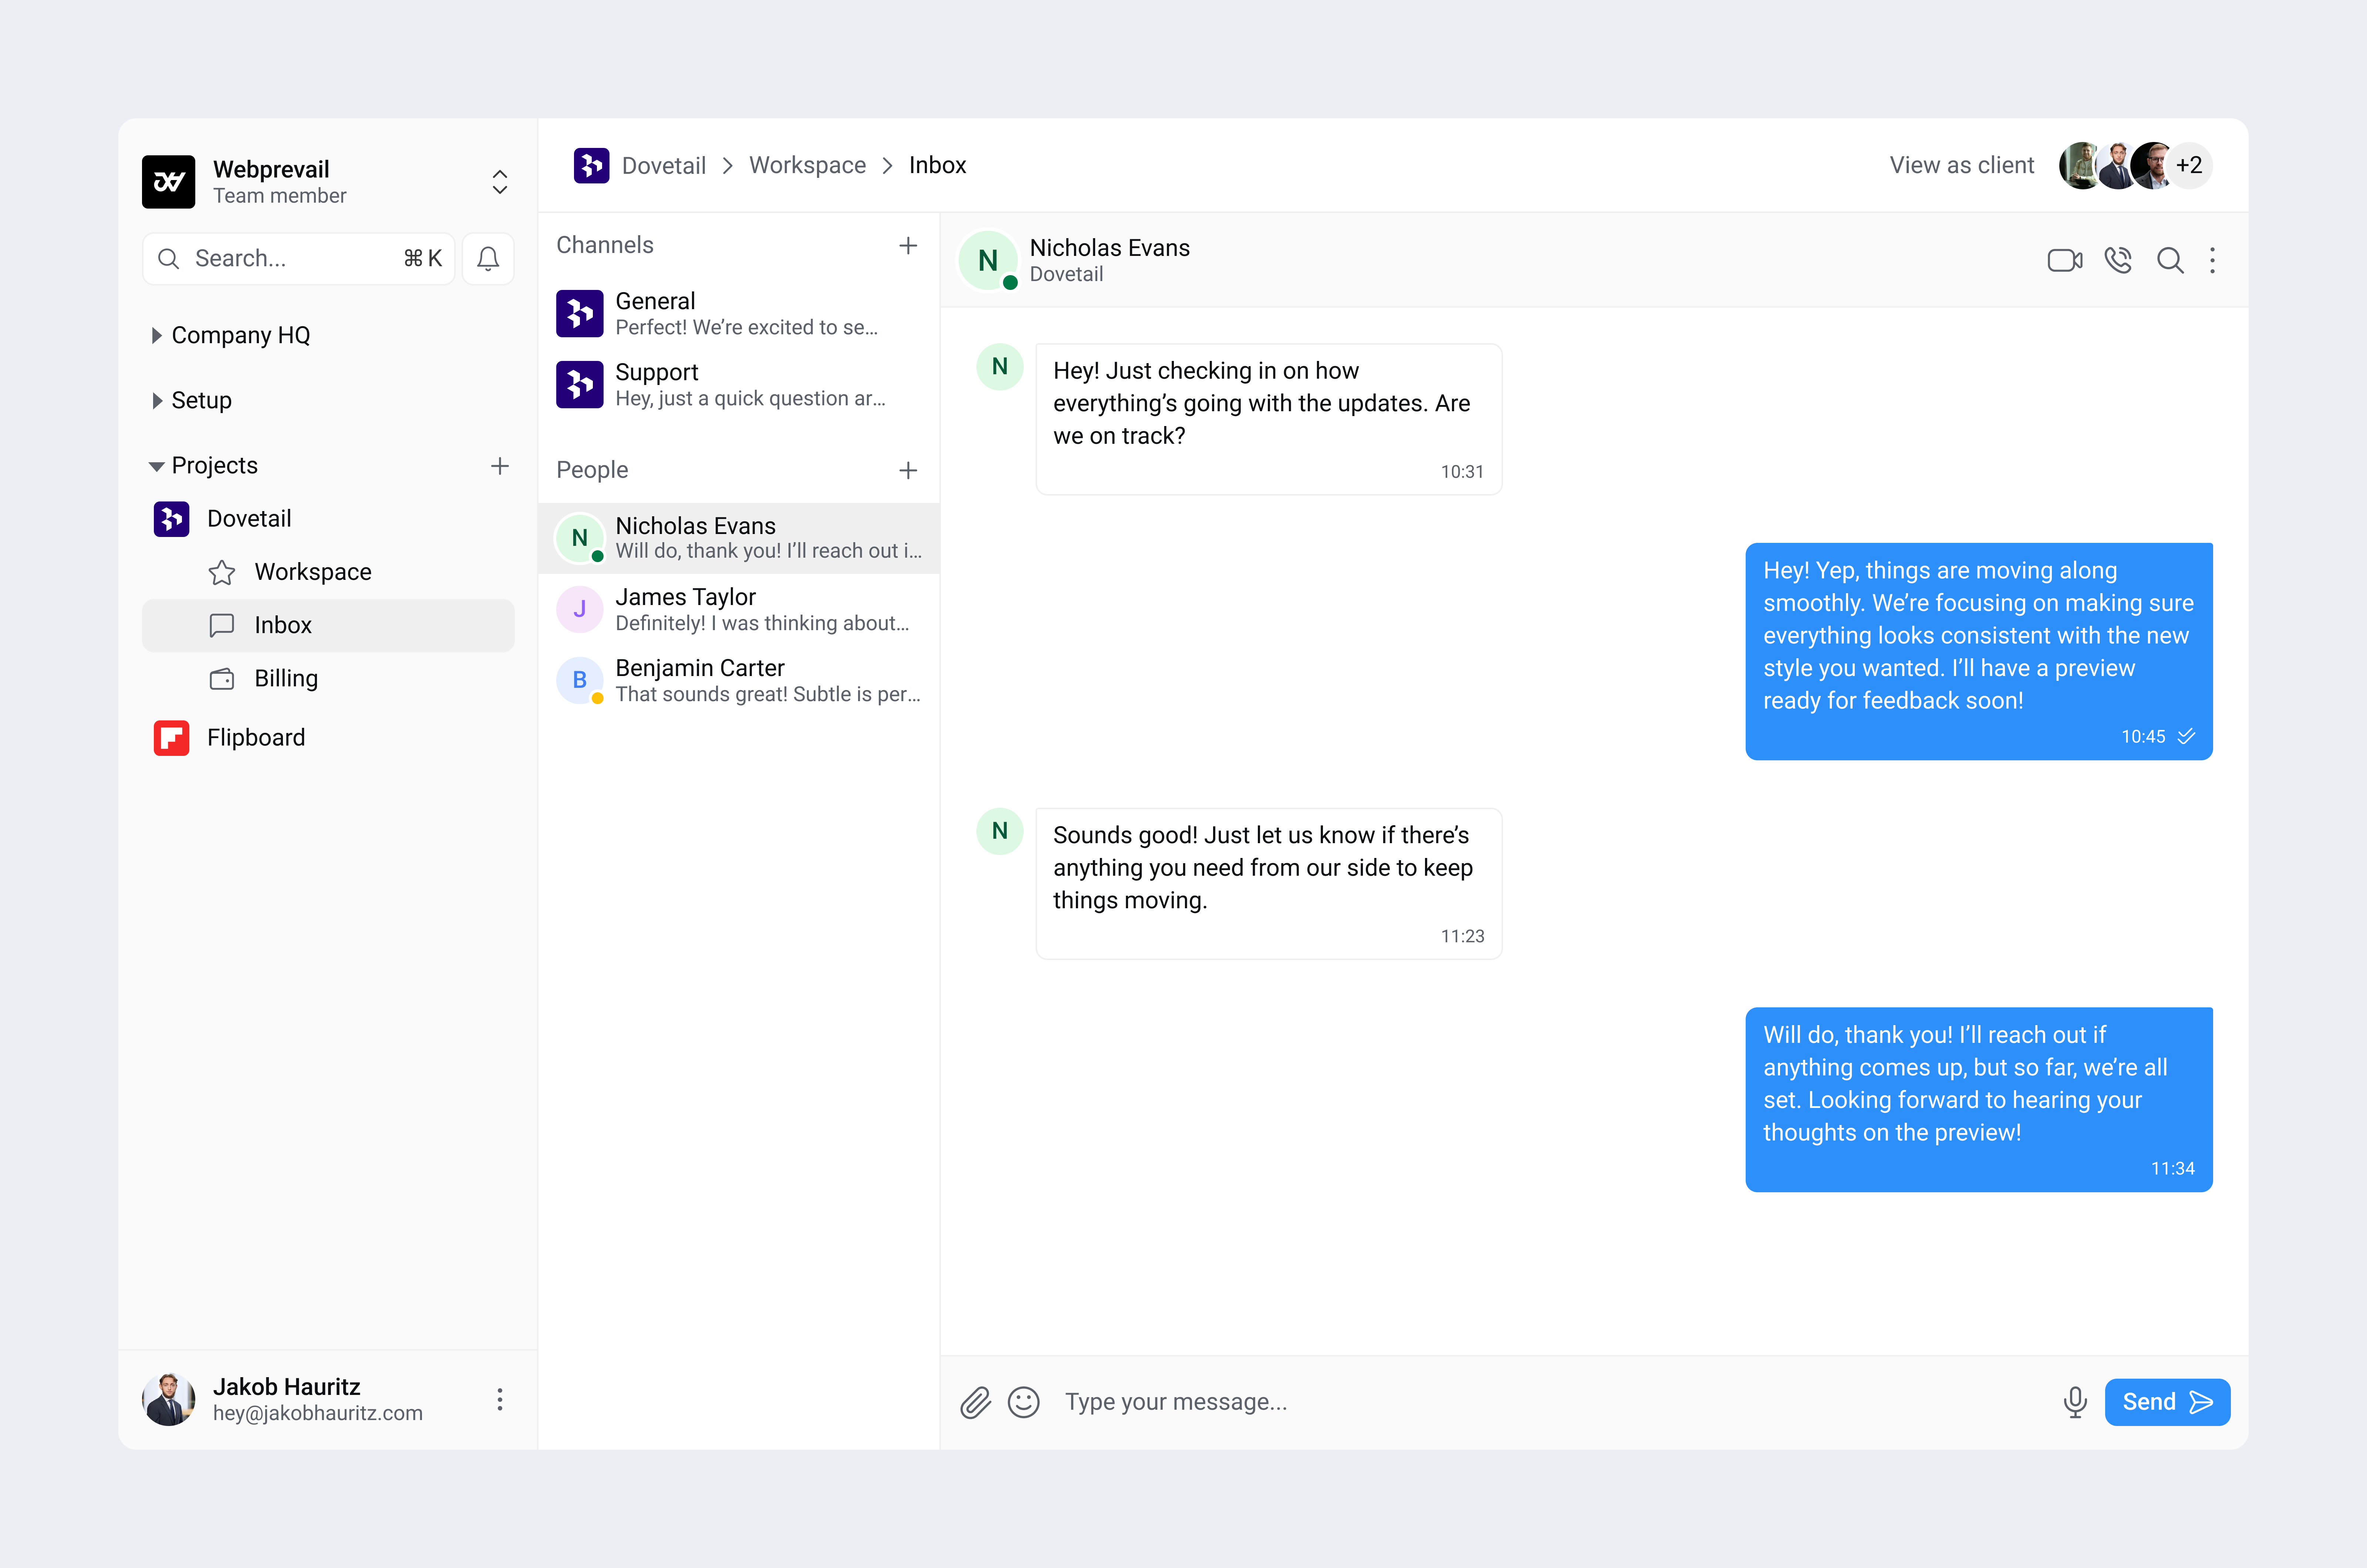 Webprevail
Team member
Search...
⌘ K
Company HQ
Setup
Projects
Dovetail
Workspace
Inbox
Billing
Flipboard
Jakob Hauritz
hey@jakobhauritz.com
Dovetail > Workspace > Inbox
View as client
+2
Channels
General
Perfect! We’re excited to se...
Support
Hey, just a quick question ar...
People
N
Nicholas Evans
Will do, thank you! I’ll reach out i...
J
James Taylor
Definitely! I was thinking about...
B
Benjamin Carter
That sounds great! Subtle is per...
N
Nicholas Evans
Dovetail
N
Hey! Just checking in on how
everything’s going with the updates. Are
we on track?
10:31
Hey! Yep, things are moving along
smoothly. We’re focusing on making sure
everything looks consistent with the new
style you wanted. I’ll have a preview
ready for feedback soon!
10:45
N
Sounds good! Just let us know if there’s
anything you need from our side to keep
things moving.
11:23
Will do, thank you! I’ll reach out if
anything comes up, but so far, we’re all
set. Looking forward to hearing your
thoughts on the preview!
11:34
Type your message...
Send